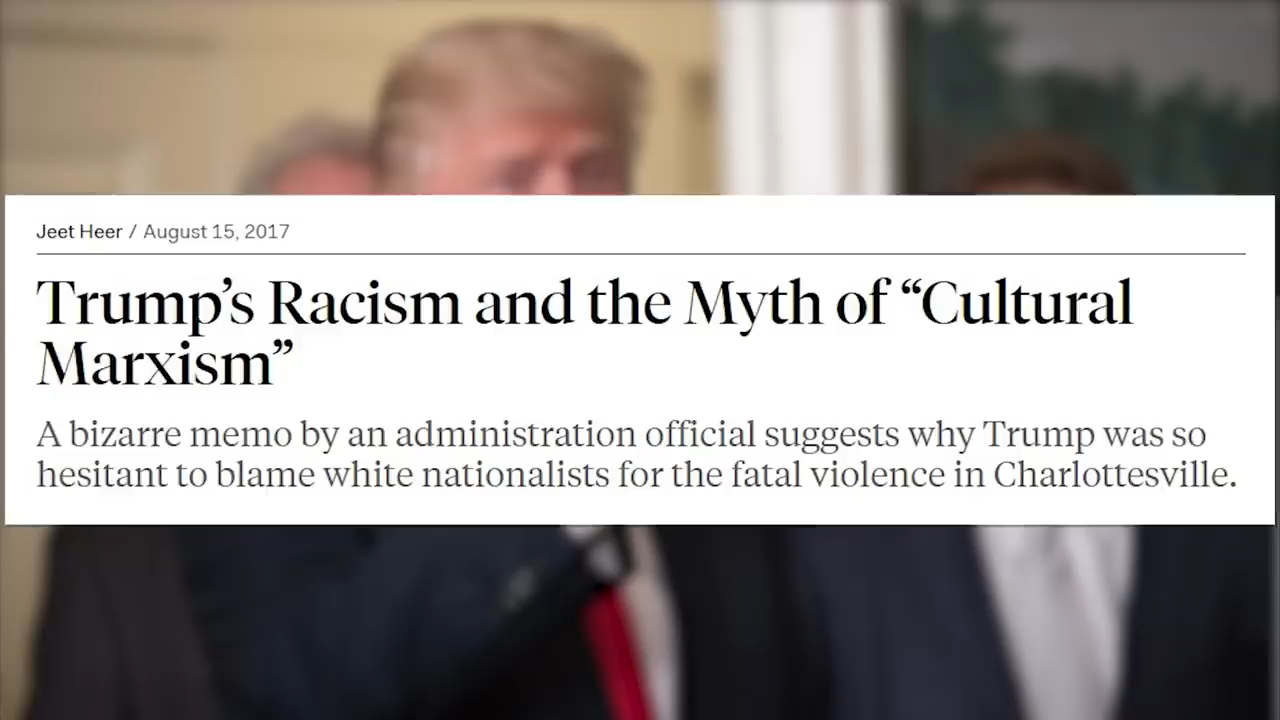 Jeet Heer / August 15, 2017
Trump’s Racism and the Myth of “Cultural
Marxism”
A bizarre memo by an administration official suggests why Trump was so
hesitant to blame white nationalists for the fatal violence in Charlottesville.